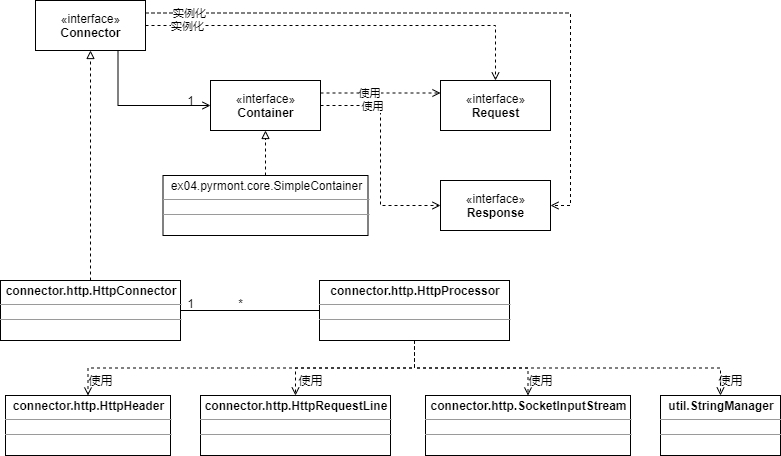 «interface»
Connector
实例化
实例化
1
«interface»
Container
使用
使用
«interface»
Request
ex04.pyrmont.core.SimpleContainer
«interface»
Response
connector.http.HttpConnector
1
*
connector.http.HttpProcessor
使用
使用
使用
使用
connector.http.HttpHeader
connector.http.HttpRequestLine
connector.http.SocketInputStream
util.StringManager